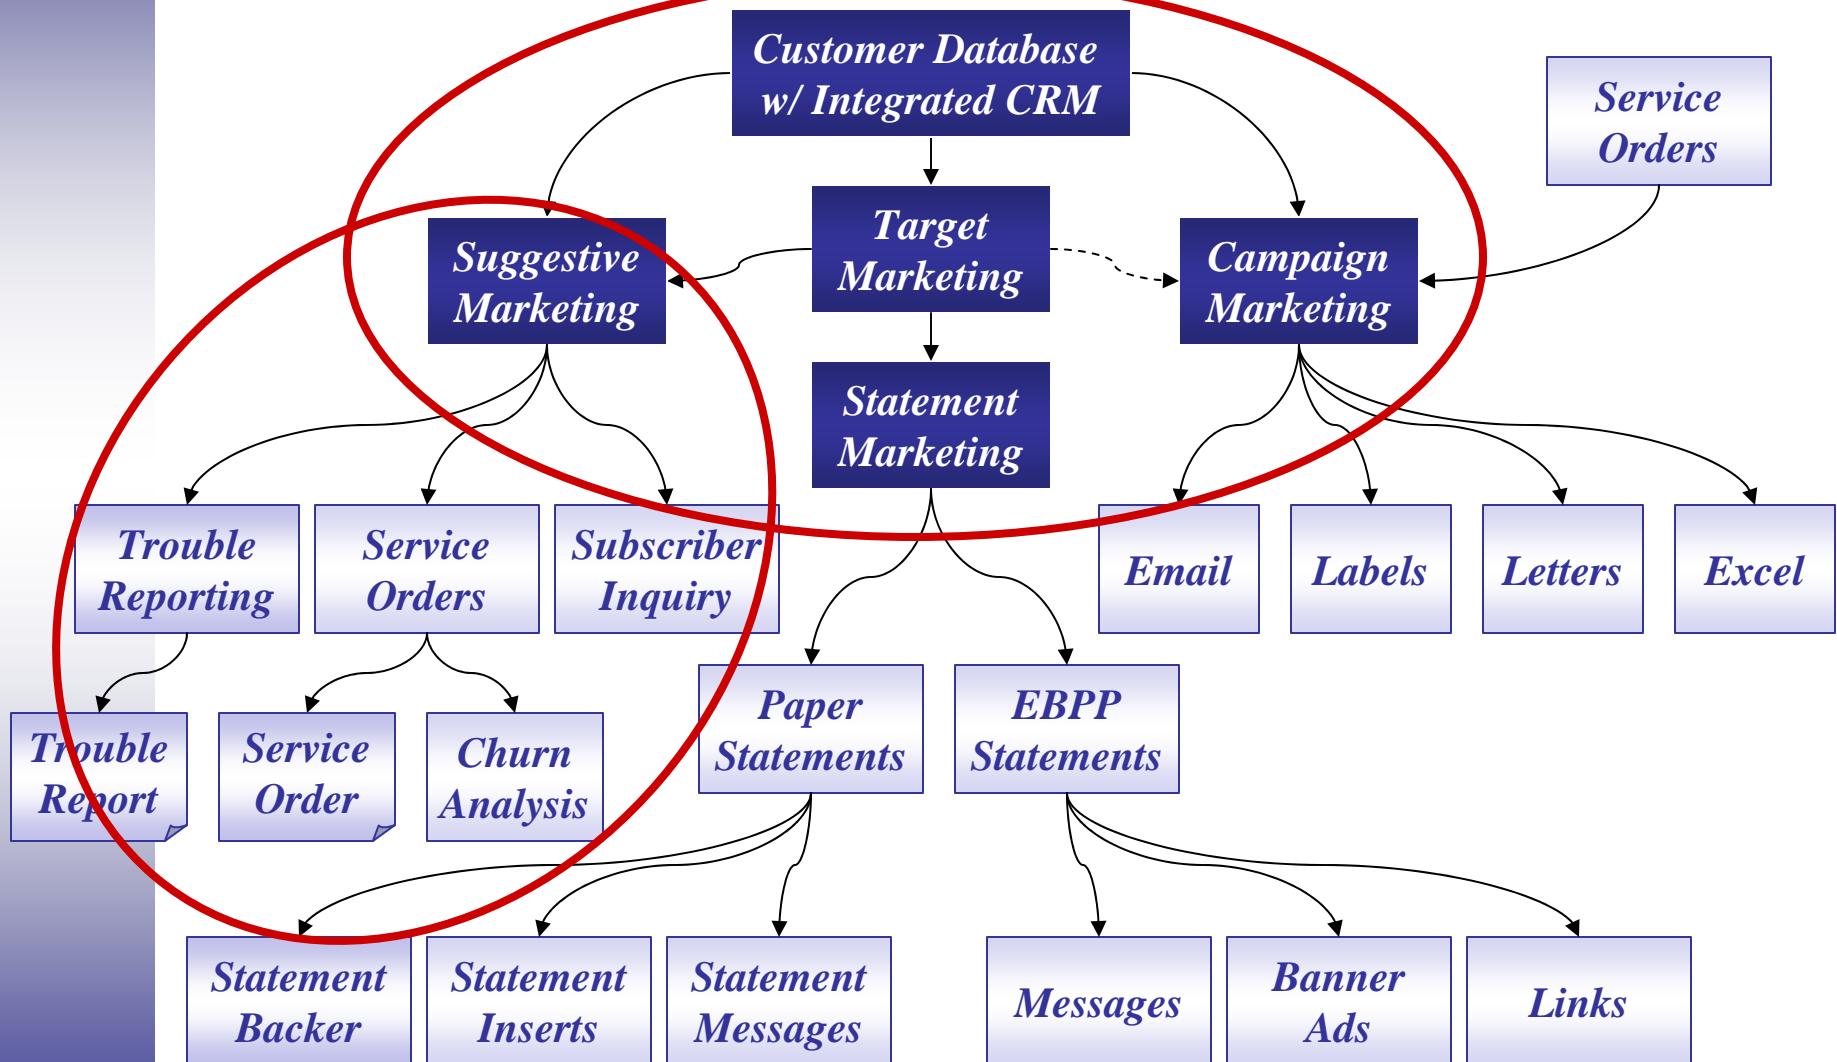 Customer Database
w/ Integrated CRM
Service
Orders
Target
Marketing
Suggestive
Marketing
Campaign
Marketing
Statement
Marketing
Trouble
Reporting
Service
Orders
Subscriber
Inquiry
Email
Labels
Letters
Excel
Paper
Statements
EBPP
Statements
Trouble
Report
Service
Order
Churn
Analysis
Statement
Backer
Statement
Inserts
Statement
Messages
Messages
Banner
Ads
Links